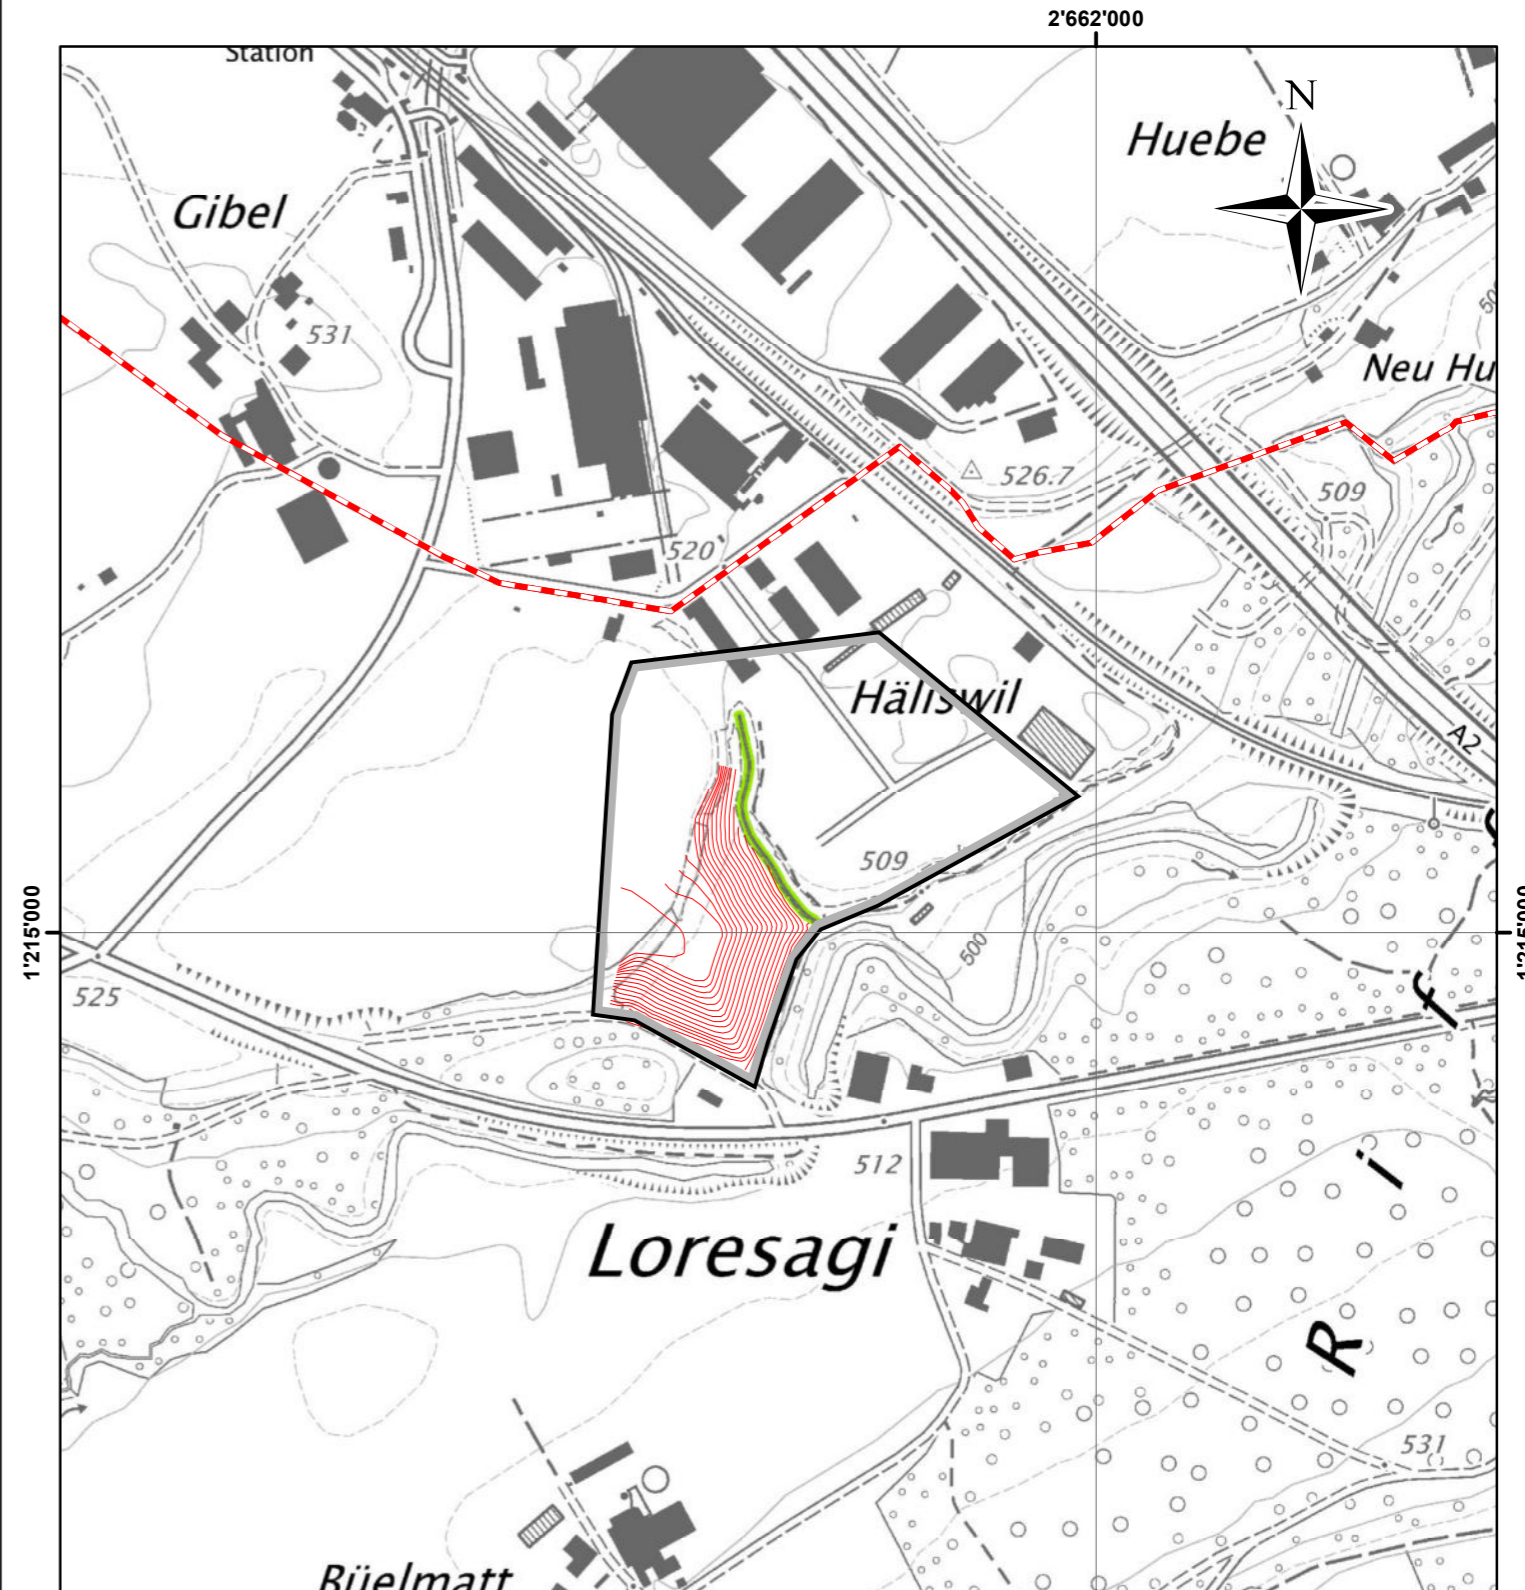 2'662'000
Station
N
Huebe
Gibel
531
Neu Hu
526.7
509
520
Häliswil
A2
509
1'215'000
1'215'000
500
525
f
f
i
512
Loresagi
R
531
Büelmatt